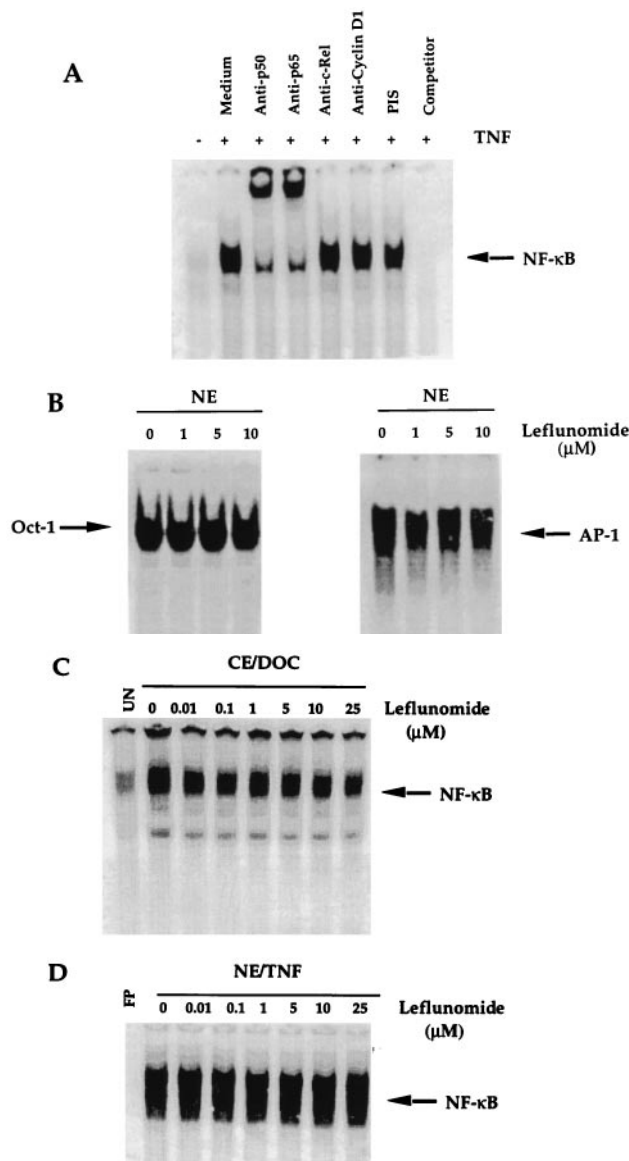 A
Medium
Anti-p50
Anti-p65
Anti-c-Rel
Anti-Cyclin D1
PIS
Competitor
- + + + + + + + TNF
NF-κB
B
NE
NE
0 1 5 10
0 1 5 10
Leflunomide
(μM)
Oct-1
AP-1
C
CE/DOC
UN
0 0.01 0.1 1 5 10 25
Leflunomide
(μM)
NF-κB
D
NE/TNF
FP
0 0.01 0.1 1 5 10 25
Leflunomide
(μM)
NF-κB